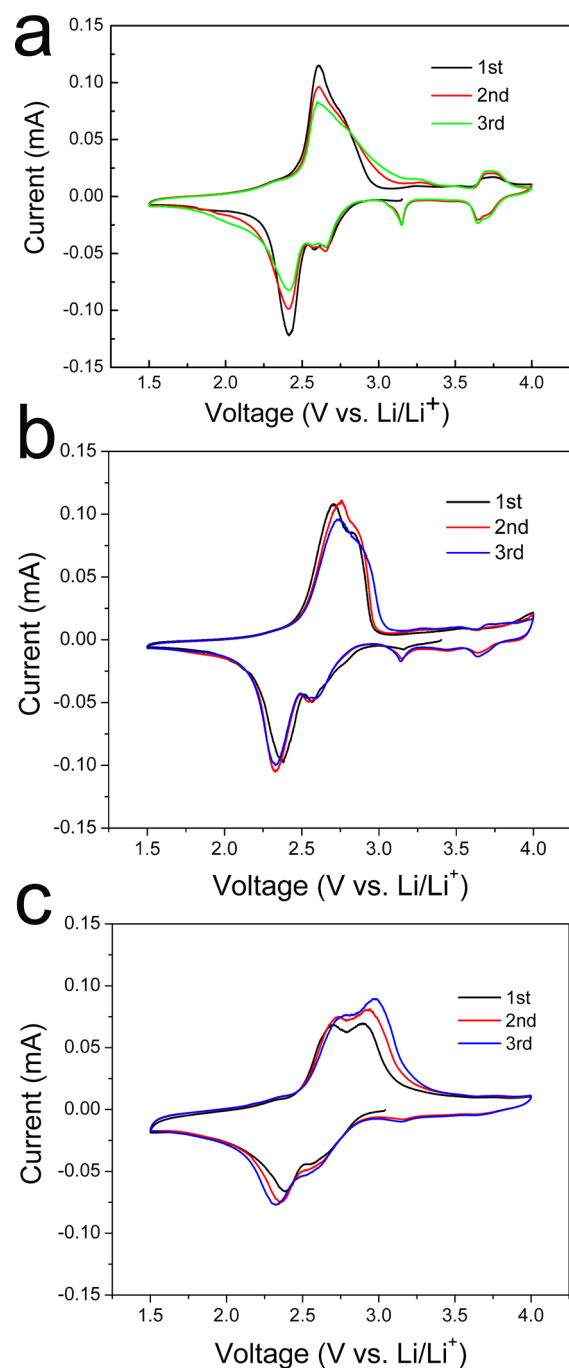 a
0.15
0.10
0.05
0.00
-0.05
-0.10
-0.15
Current (mA)
1st
2nd
3rd
1.5 2.0 2.5 3.0 3.5 4.0
Voltage (V vs. Li/Li+)
b
0.15
0.10
0.05
0.00
-0.05
-0.10
-0.15
Current (mA)
1st
2nd
3rd
1.5 2.0 2.5 3.0 3.5 4.0
Voltage (V vs. Li/Li+)
c
0.15
0.10
0.05
0.00
-0.05
-0.10
-0.15
Current (mA)
1st
2nd
3rd
1.5 2.0 2.5 3.0 3.5 4.0
Voltage (V vs. Li/Li+)